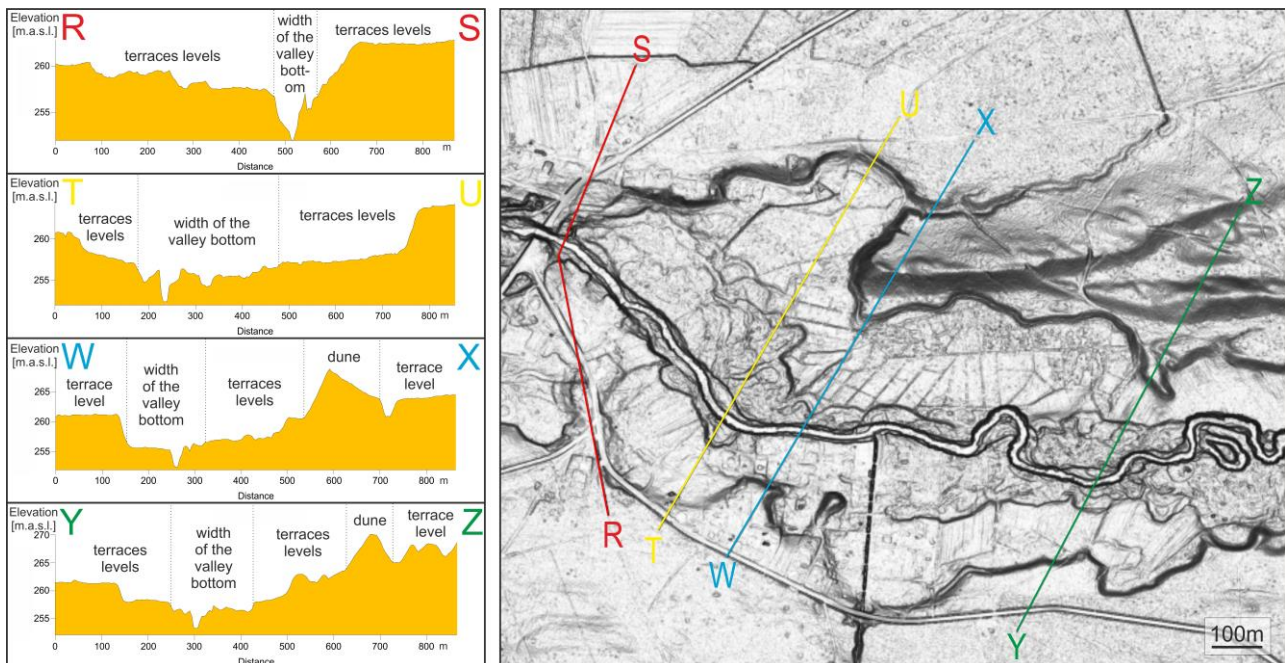 Elevation
[m.a.s.l.]
R
S
terraces levels
width
of the
valley
bott-
om
terraces levels
260
255
0 100 200 300 400 500 600 700 800 m
Distance
Elevation
[m.a.s.l.]
T
U
terraces
levels
width of the
valley bottom
terraces levels
260
255
0 100 200 300 400 500 600 700 800 m
Distance
Elevation
[m.a.s.l.]
W
X
terrace
level
width
of the
valley
bottom
terraces
levels
dune
terrace
level
265
260
255
0 100 200 300 400 500 600 700 800 m
Distance
Elevation
[m.a.s.l.]
Y
Z
terraces
levels
width
of the
valley
bottom
terraces
levels
dune
terrace
level
270
265
260
255
0 100 200 300 400 500 600 700 800 m
Distance
S
U
X
Z
R
T
W
Y
100m